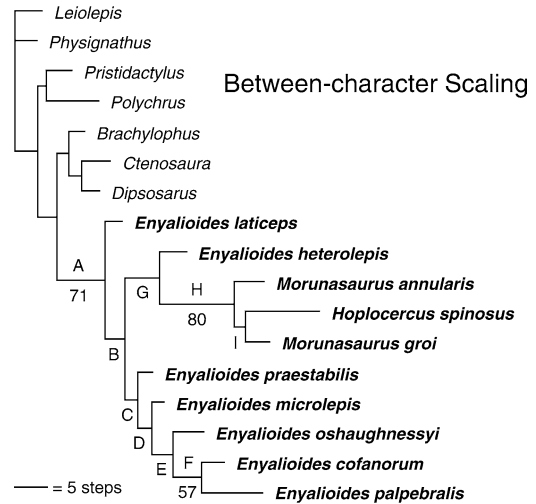 Leiolepis
Physignathus
Pristidactylus
Between-character Scaling
Polychrus
Brachylophus
Ctenosaura
Dipsosarus
Enyalioides laticeps
Enyalioides heterolepis
A
71
G
H
80
Morunasaurus annularis
Hoplocercus spinosus
I
Morunasaurus groi
B
Enyalioides praestabilis
C
Enyalioides microlepis
D
Enyalioides oshaughnessyi
E
F
57
Enyalioides cofanorum
Enyalioides palpebralis
= 5 steps